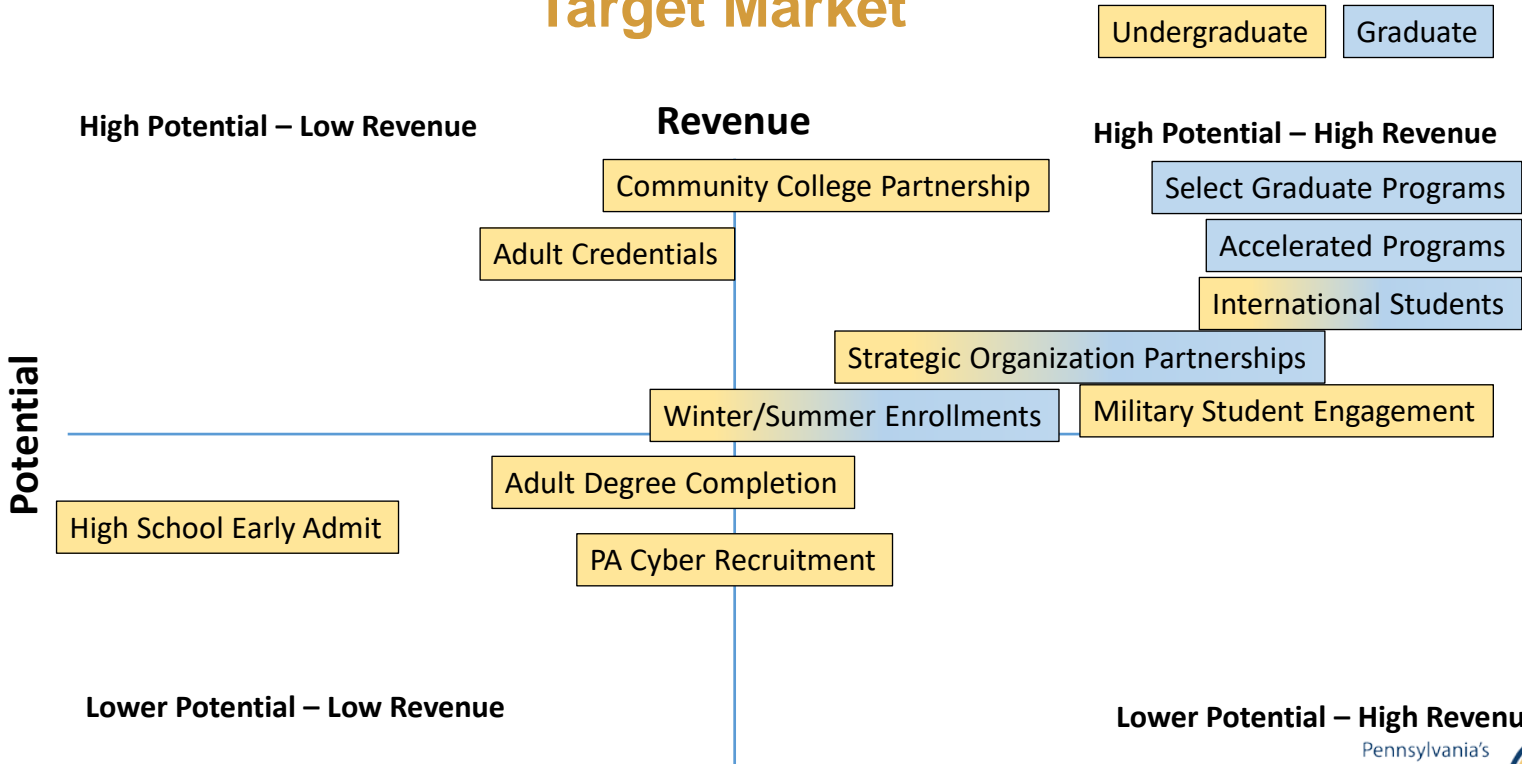 Target Market
Undergraduate
Graduate
High Potential – Low Revenue
Revenue
High Potential – High Revenue
Community College Partnership
Select Graduate Programs
Adult Credentials
Accelerated Programs
International Students
Strategic Organization Partnerships
Potential
Winter/Summer Enrollments
Military Student Engagement
Adult Degree Completion
High School Early Admit
PA Cyber Recruitment
Lower Potential – Low Revenue
Lower Potential – High Revenu
Pennsylvania's